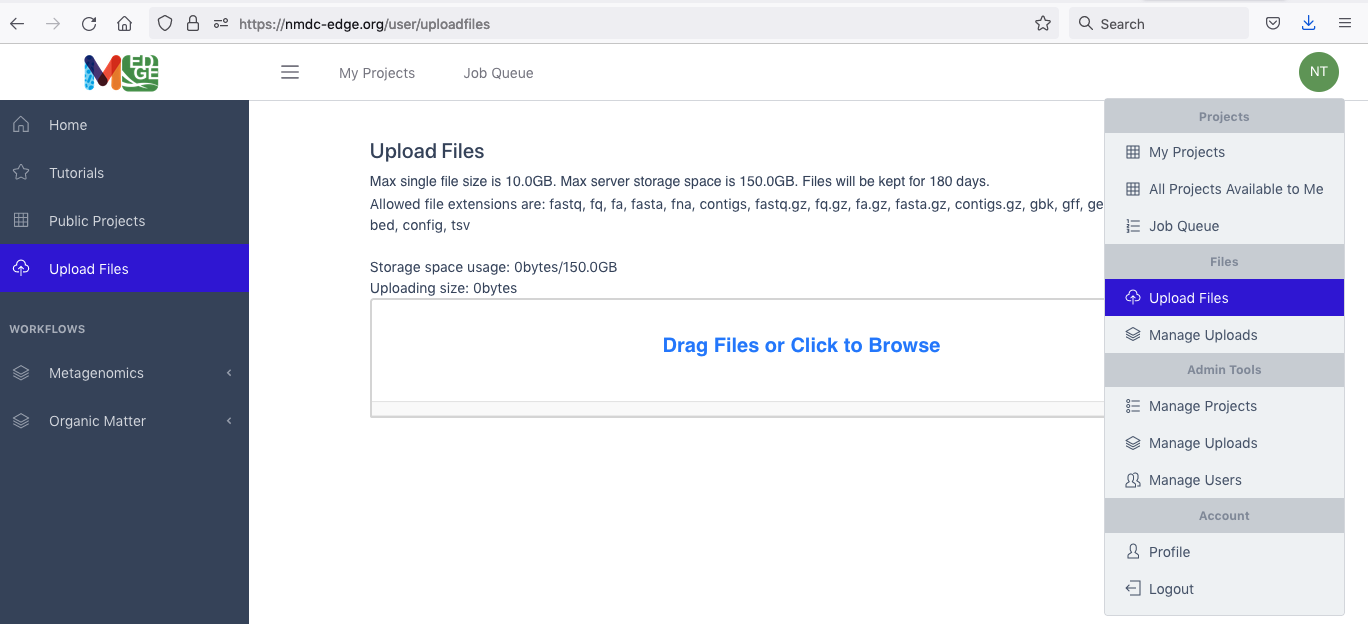 https://nmdc-edge.org/user/uploadfiles
Search
M EDGE
My Projects
Job Queue
NT
Home
Tutorials
Public Projects
Upload Files
WORKFLOWS
Metagenomics
Organic Matter
Upload Files
Max single file size is 10.0GB. Max server storage space is 150.0GB. Files will be kept for 180 days.
Allowed file extensions are: fastq, fq, fa, fasta, fna, contigs, fastq.gz, fq.gz, fa.gz, fasta.gz, contigs.gz, gbk, gff, ge
bed, config, tsv
Storage space usage: 0bytes/150.0GB
Uploading size: 0bytes
Drag Files or Click to Browse
Projects
My Projects
All Projects Available to Me
Job Queue
Files
Upload Files
Manage Uploads
Admin Tools
Manage Projects
Manage Uploads
Manage Users
Account
Profile
Logout